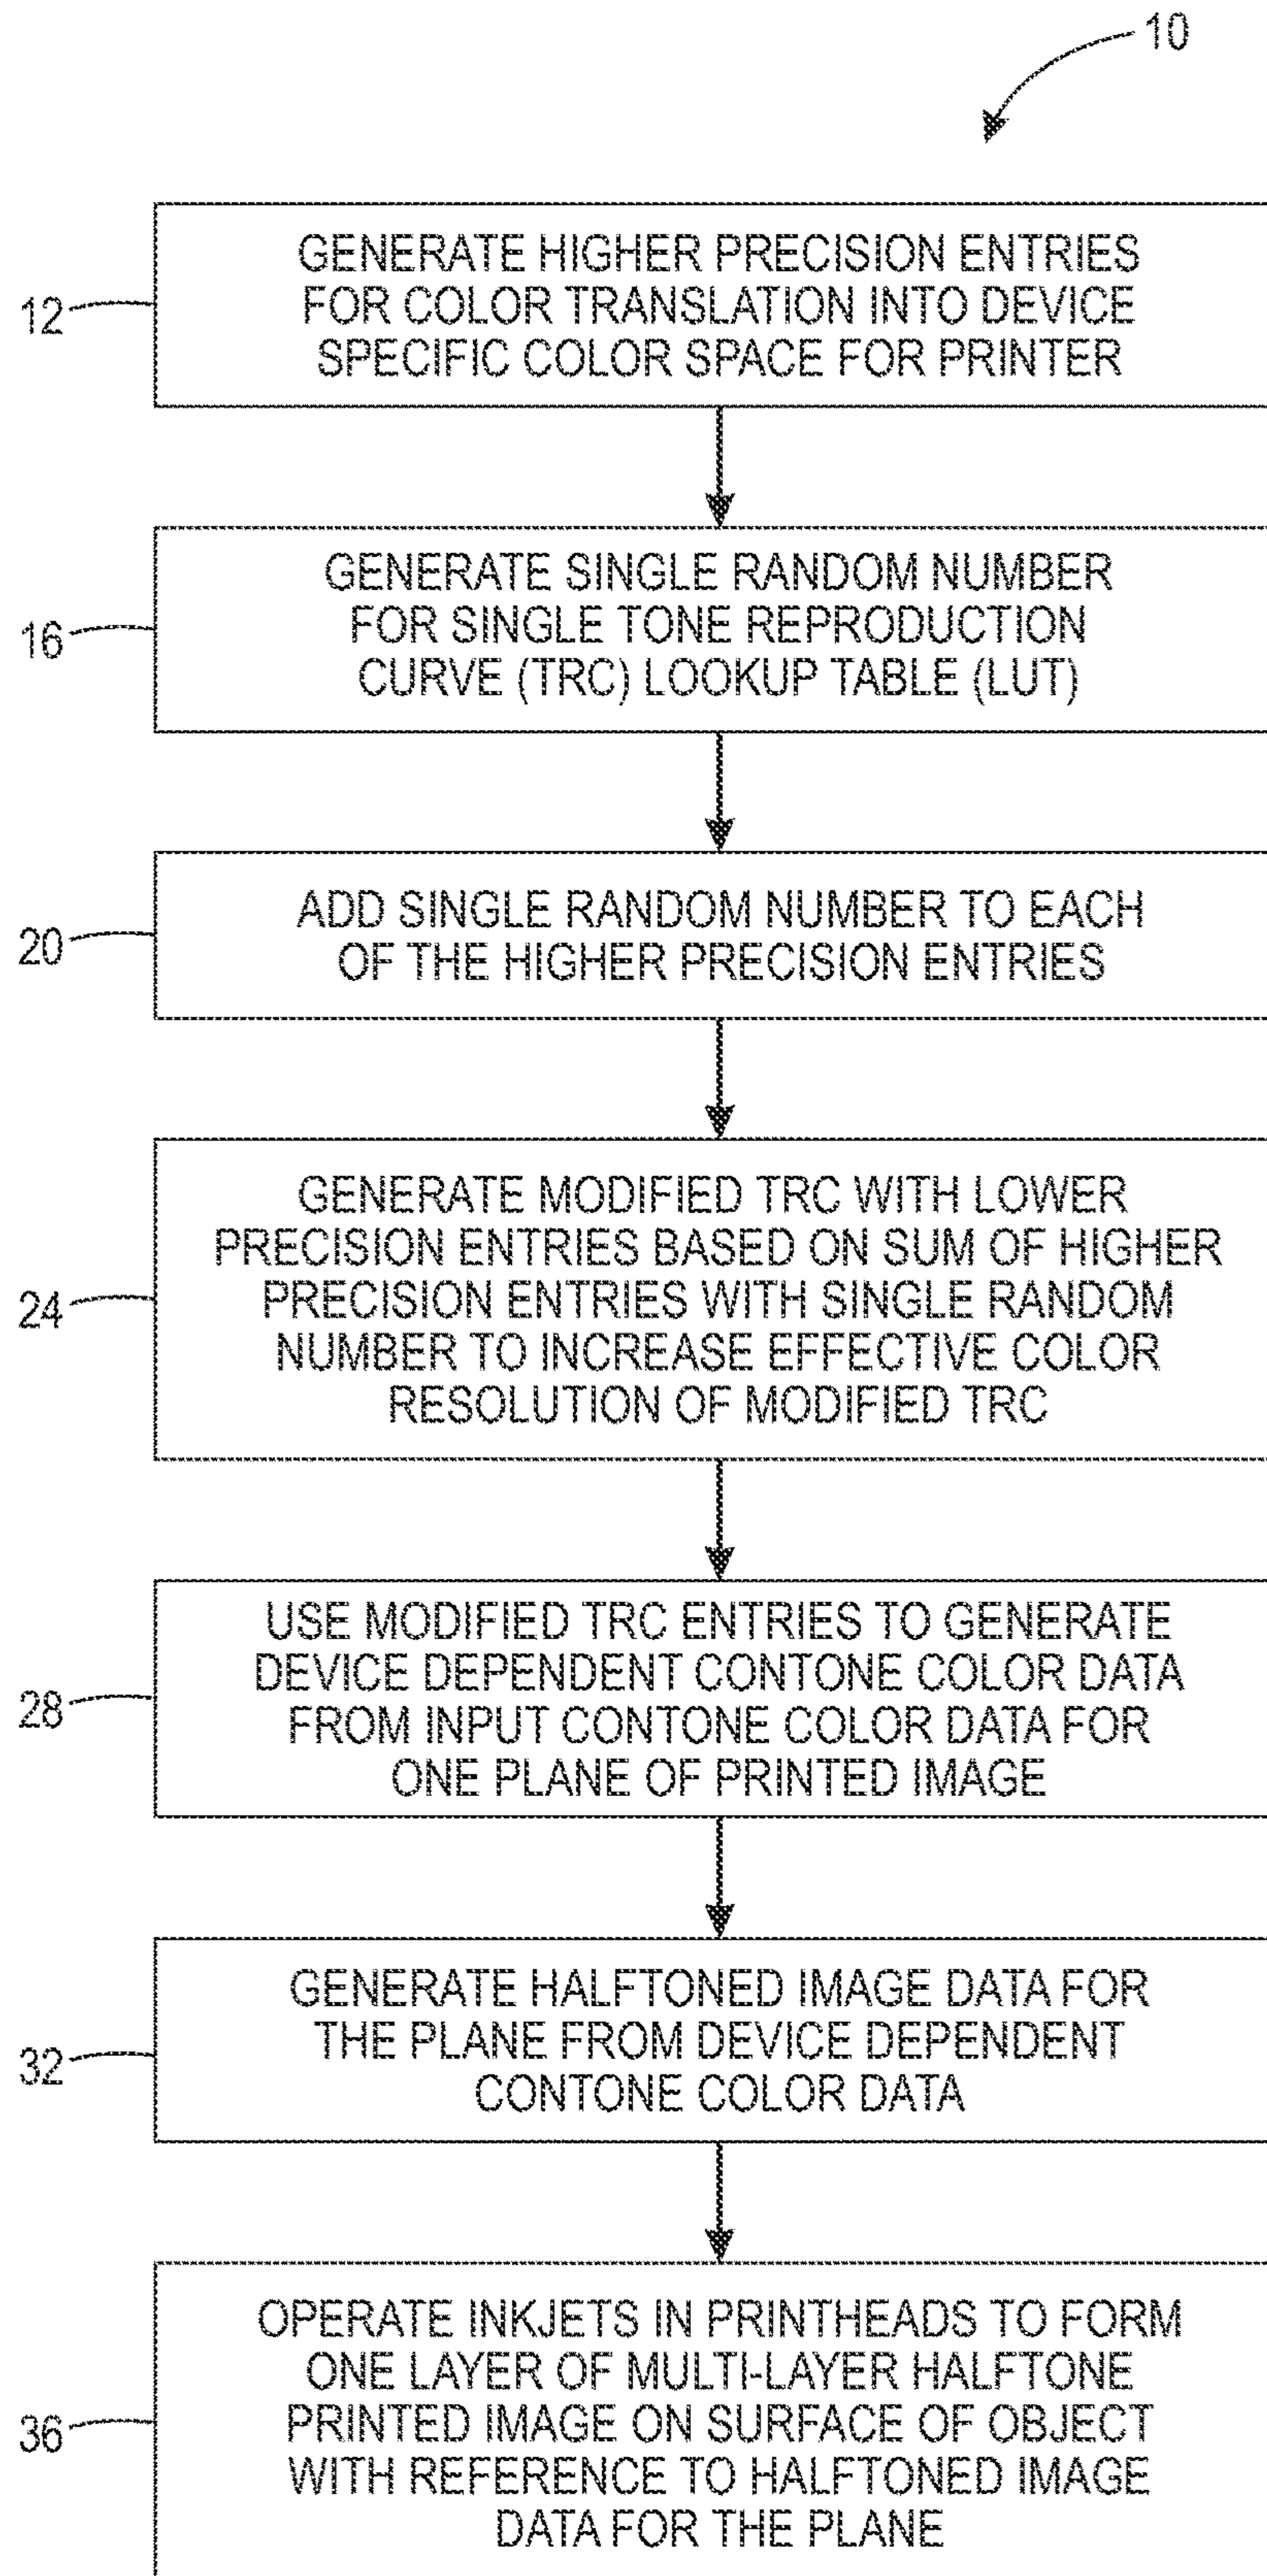 10
12
GENERATE HIGHER PRECISION ENTRIES
FOR COLOR TRANSLATION INTO DEVICE
SPECIFIC COLOR SPACE FOR PRINTER
16
GENERATE SINGLE RANDOM NUMBER
FOR SINGLE TONE REPRODUCTION
CURVE (TRC) LOOKUP TABLE (LUT)
20
ADD SINGLE RANDOM NUMBER TO EACH
OF THE HIGHER PRECISION ENTRIES
24
GENERATE MODIFIED TRC WITH LOWER
PRECISION ENTRIES BASED ON SUM OF HIGHER
PRECISION ENTRIES WITH SINGLE RANDOM
NUMBER TO INCREASE EFFECTIVE COLOR
RESOLUTION OF MODIFIED TRC
28
USE MODIFIED TRC ENTRIES TO GENERATE
DEVICE DEPENDENT CONTONE COLOR DATA
FROM INPUT CONTONE COLOR DATA FOR
ONE PLANE OF PRINTED IMAGE
32
GENERATE HALFTONED IMAGE DATA FOR
THE PLANE FROM DEVICE DEPENDENT
CONTONE COLOR DATA
36
OPERATE INKJETS IN PRINTHEADS TO FORM
ONE LAYER OF MULTI-LAYER HALFTONE
PRINTED IMAGE ON SURFACE OF OBJECT
WITH REFERENCE TO HALFTONED IMAGE
DATA FOR THE PLANE